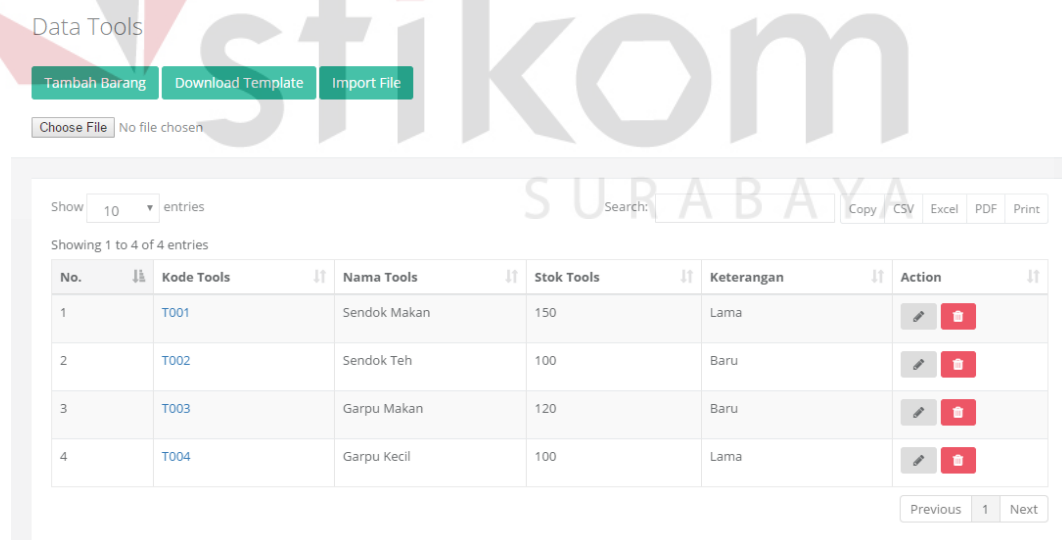 Data Tools
stikom
Tambah Barang Download Template Import File
Choose File No file chosen
SURABAYA
Show 10 entries Search: Copy CSV Excel PDF Print
Showing 1 to 4 of 4 entries
No. Kode Tools Nama Tools Stok Tools Keterangan Action
1 T001 Sendok Makan 150 Lama
2 T002 Sendok Teh 100 Baru
3 T003 Garpu Makan 120 Baru
4 T004 Garpu Kecil 100 Lama
Previous 1 Next